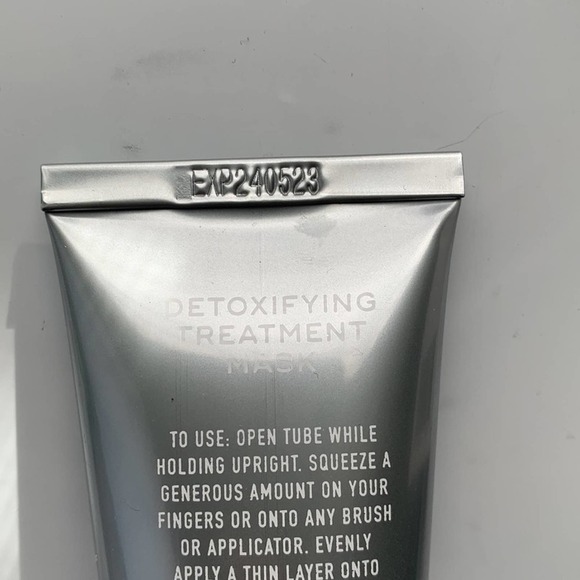 EXP240523
DETOXIFYING
TREATMENT
MASK
TO USE: OPEN TUBE WHILE
HOLDING UPRIGHT. SQUEEZE A
GENEROUS AMOUNT ON YOUR
FINGERS OR ONTO ANY BRUSH
OR APPLICATOR. EVENLY
APPLY A THIN LAYER ONTO